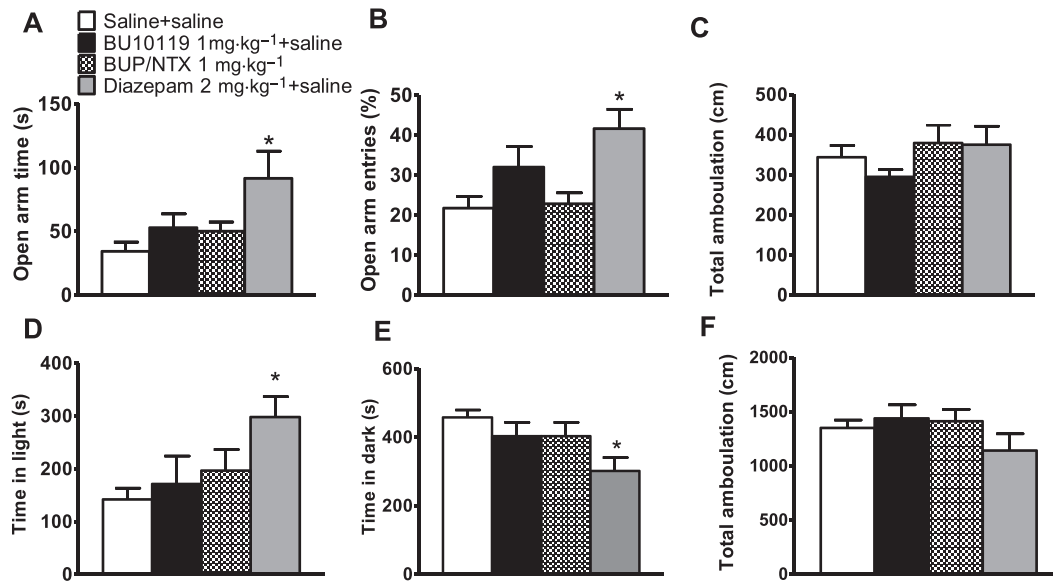 A
Saline+saline
BU10119 1mg·kg⁻¹+saline
BUP/NTX 1 mg·kg⁻¹
Diazepam 2 mg·kg⁻¹+saline
Open arm time (s)
150
100
50
0
*
B
Open arm entries (%)
50
40
30
20
10
0
*
C
Total amboulation (cm)
500
400
300
200
100
0
D
Time in light (s)
400
300
200
100
0
*
E
Time in dark (s)
600
400
200
0
*
F
Total amboulation (cm)
2000
1500
1000
500
0